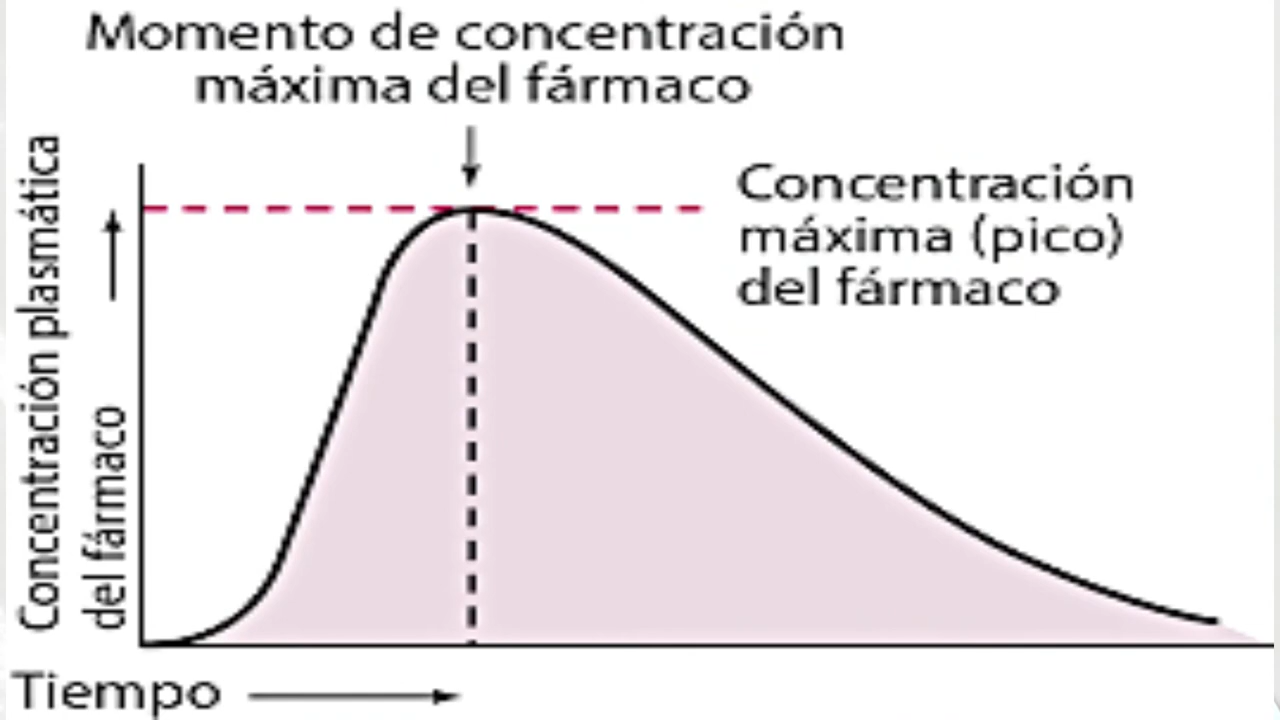 Momento de concentración
máxima del fármaco
Concentración
máxima (pico)
del fármaco
Concentración plasmática
del fármaco
Tiempo